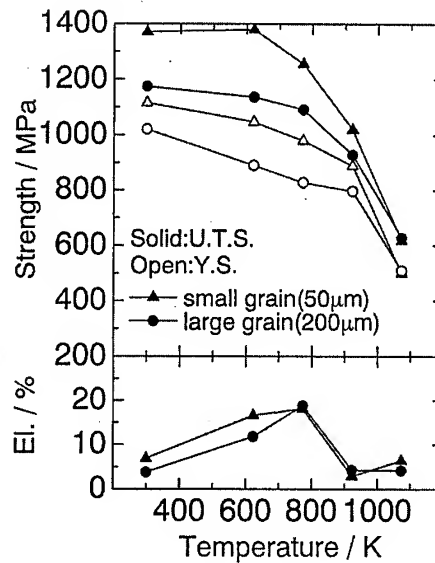 1400
1200
1000
800
600
400
200
Strength / MPa
Solid:U.T.S.
Open:Y.S.
small grain(50μm)
large grain(200μm)
20
10
0
El. / %
400 600 800 1000
Temperature / K